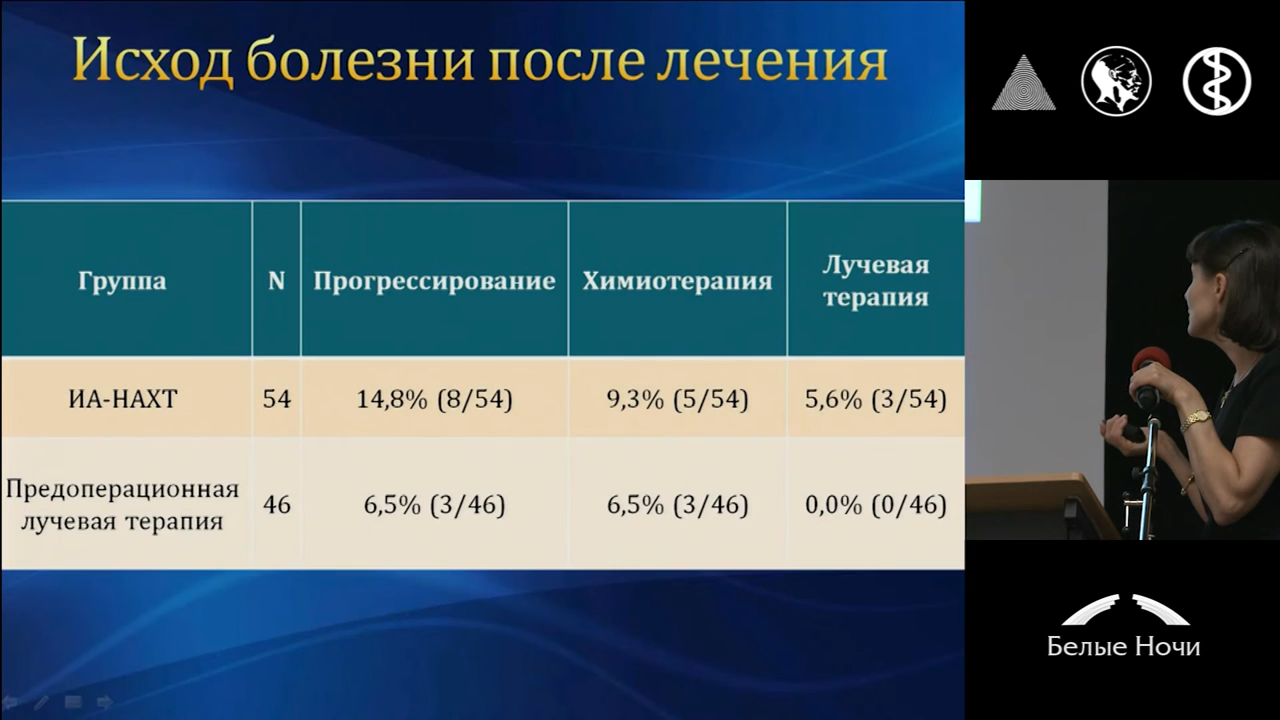 Исход болезни после лечения
Группа
N
Прогрессирование
Химиотерапия
Лучевая
терапия
ИА-НАХТ
54
14,8% (8/54)
9,3% (5/54)
5,6% (3/54)
Предоперационная
лучевая терапия
46
6,5% (3/46)
6,5% (3/46)
0,0% (0/46)
Белые Ночи